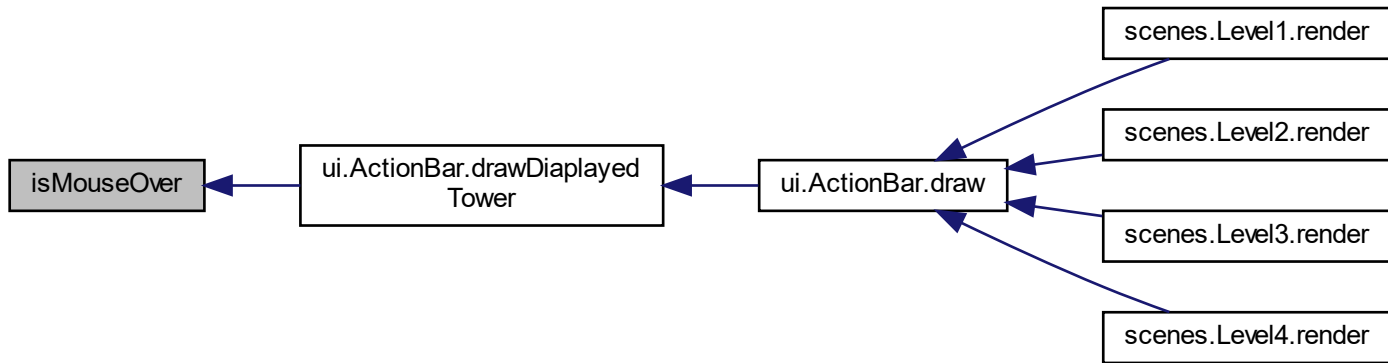 isMouseOver
ui.ActionBar.drawDiaplayed
Tower
ui.ActionBar.draw
scenes.Level1.render
scenes.Level2.render
scenes.Level3.render
scenes.Level4.render